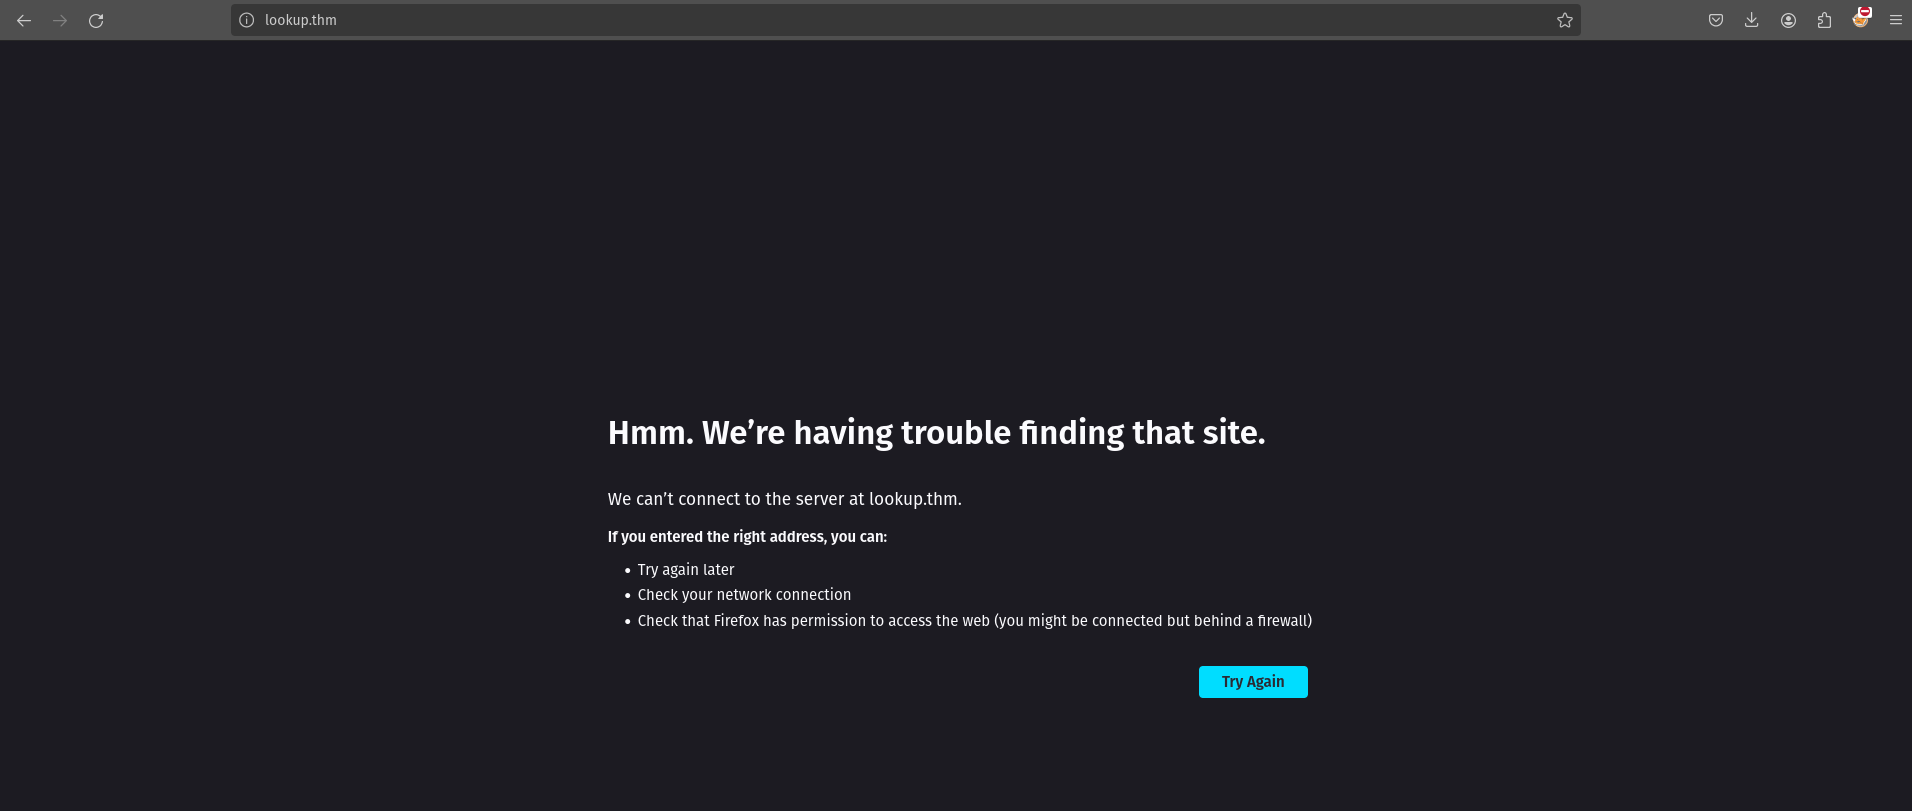 lookup.thm
Hmm. We’re having trouble finding that site.
We can’t connect to the server at lookup.thm.
If you entered the right address, you can:
• Try again later
• Check your network connection
• Check that Firefox has permission to access the web (you might be connected but behind a firewall)
Try Again